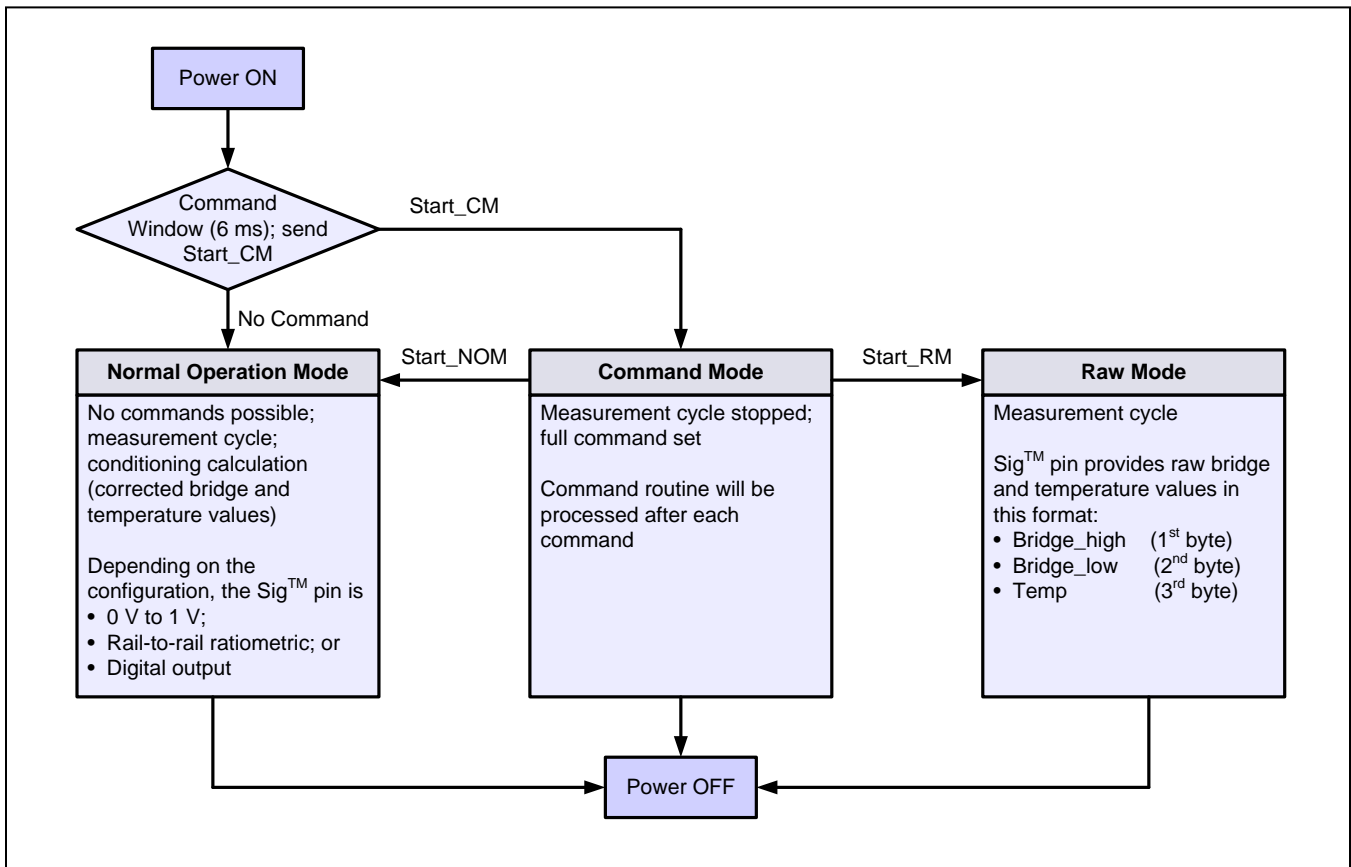 Power ON
Command
Window (6 ms); send
Start_CM
Start_CM
No Command
Normal Operation Mode
No commands possible;
measurement cycle;
conditioning calculation
(corrected bridge and
temperature values)
Depending on the
configuration, the Sig™ pin is
• 0 V to 1 V;
• Rail-to-rail ratiometric; or
• Digital output
Start_NOM
Command Mode
Measurement cycle stopped;
full command set
Command routine will be
processed after each
command
Start_RM
Raw Mode
Measurement cycle
Sig™ pin provides raw bridge
and temperature values in
this format:
• Bridge_high (1st byte)
• Bridge_low (2nd byte)
• Temp (3rd byte)
Power OFF